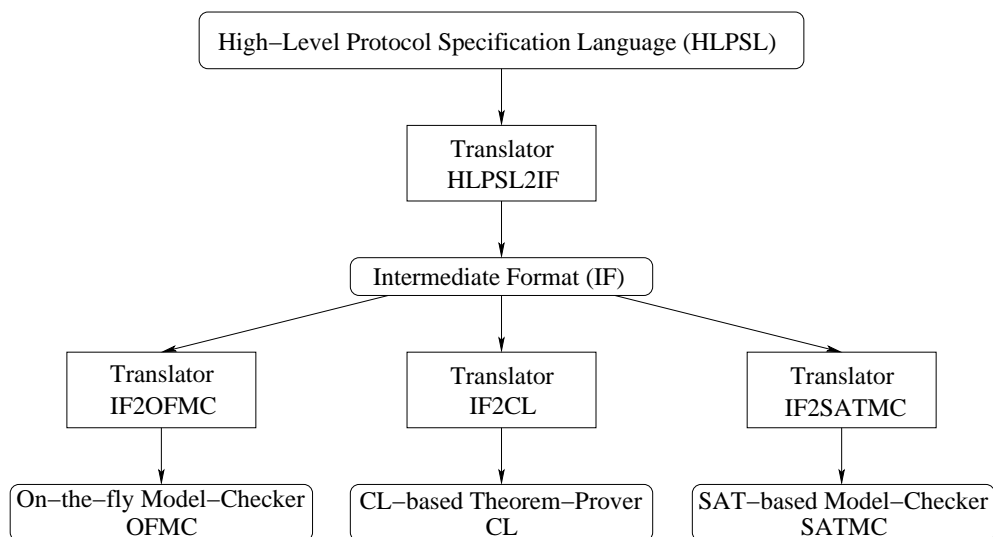 High−Level Protocol Specification Language (HLPSL)
Translator
HLPSL2IF
Intermediate Format (IF)
Translator
IF2OFMC
Translator
IF2CL
Translator
IF2SATMC
On−the−fly Model−Checker
OFMC
CL−based Theorem−Prover
CL
SAT−based Model−Checker
SATMC